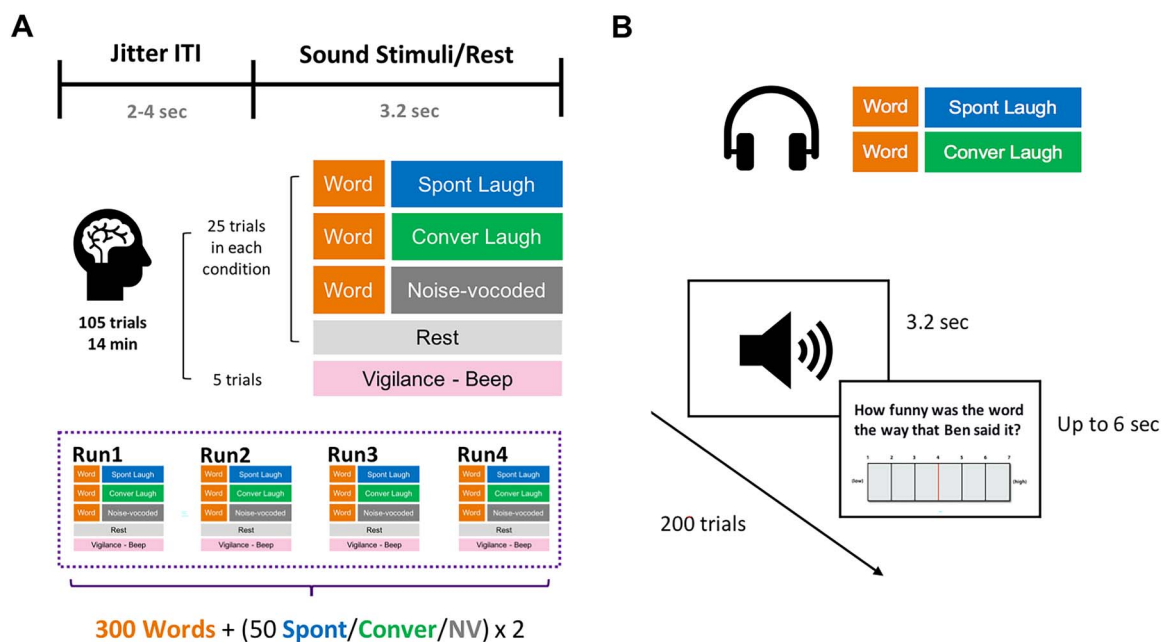 A
Jitter ITI
Sound Stimuli/Rest
2-4 sec
3.2 sec
Word
Spont Laugh
Word
Conver Laugh
Word
Noise-vocoded
Rest
Vigilance - Beep
25 trials
in each
condition
5 trials
105 trials
14 min
Run1
Run2
Run3
Run4
Word Spont Laugh
Word Conver Laugh
Word Noise-vocoded
Rest
Vigilance - Beep
Word Spont Laugh
Word Conver Laugh
Word Noise-vocoded
Rest
Vigilance - Beep
Word Spont Laugh
Word Conver Laugh
Word Noise-vocoded
Rest
Vigilance - Beep
Word Spont Laugh
Word Conver Laugh
Word Noise-vocoded
Rest
Vigilance - Beep
300 Words + (50 Spont/Conver/NV) x 2
B
Word Spont Laugh
Word Conver Laugh
3.2 sec
How funny was the word
the way that Ben said it?
1 2 3 4 5 6 7
(low) (high)
Up to 6 sec
200 trials